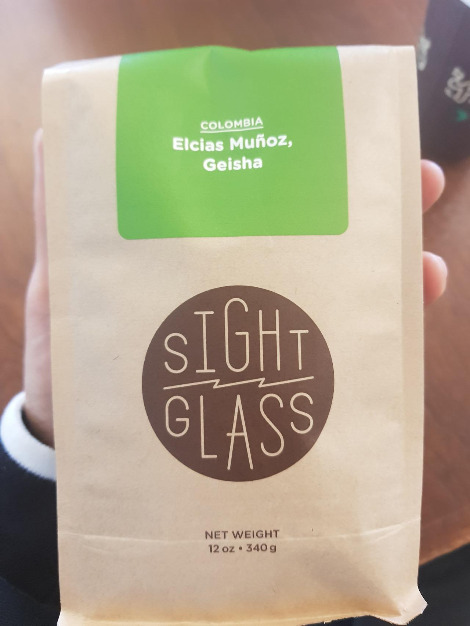 COLOMBIA
Elcias Muñoz,
Geisha
SIGHT
GLASS
NET WEIGHT
12 oz • 340 g